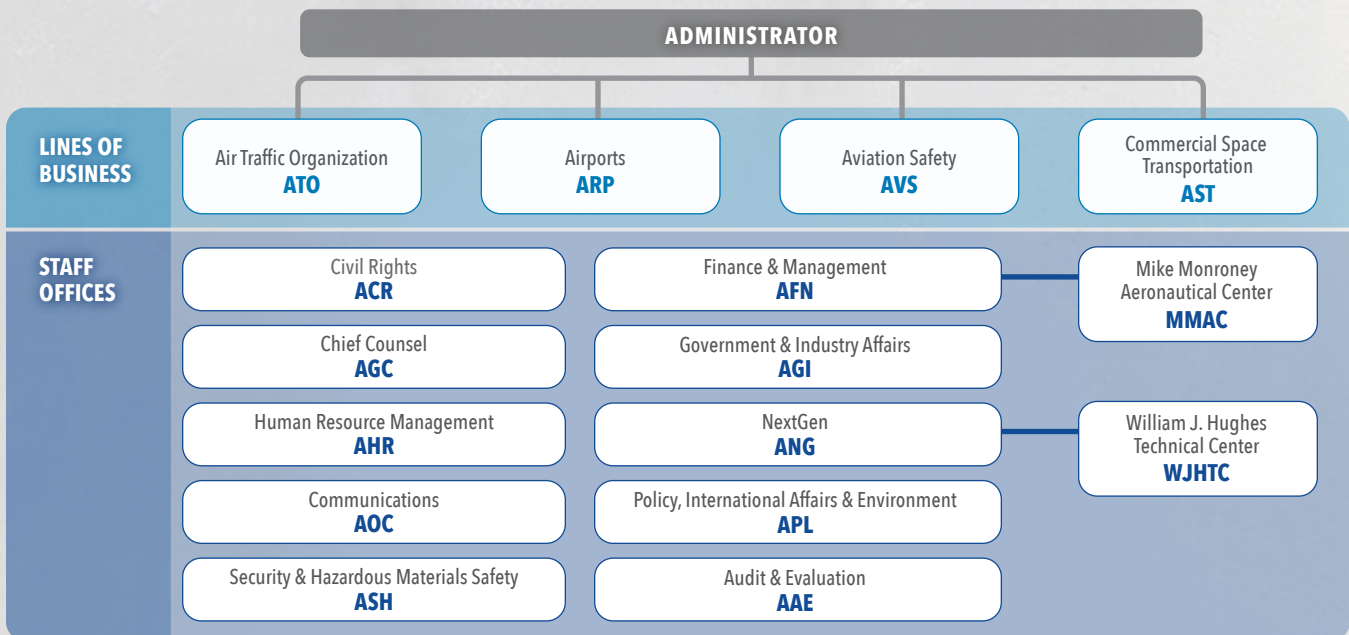 ADMINISTRATOR
LINES OF
BUSINESS
Air Traffic Organization
ATO
Airports
ARP
Aviation Safety
AVS
Commercial Space
Transportation
AST
STAFF
OFFICES
Civil Rights
ACR
Finance & Management
AFN
Mike Monroney
Aeronautical Center
MMAC
Chief Counsel
AGC
Government & Industry Affairs
AGI
Human Resource Management
AHR
NextGen
ANG
William J. Hughes
Technical Center
WJHTC
Communications
AOC
Policy, International Affairs & Environment
APL
Security & Hazardous Materials Safety
ASH
Audit & Evaluation
AAE